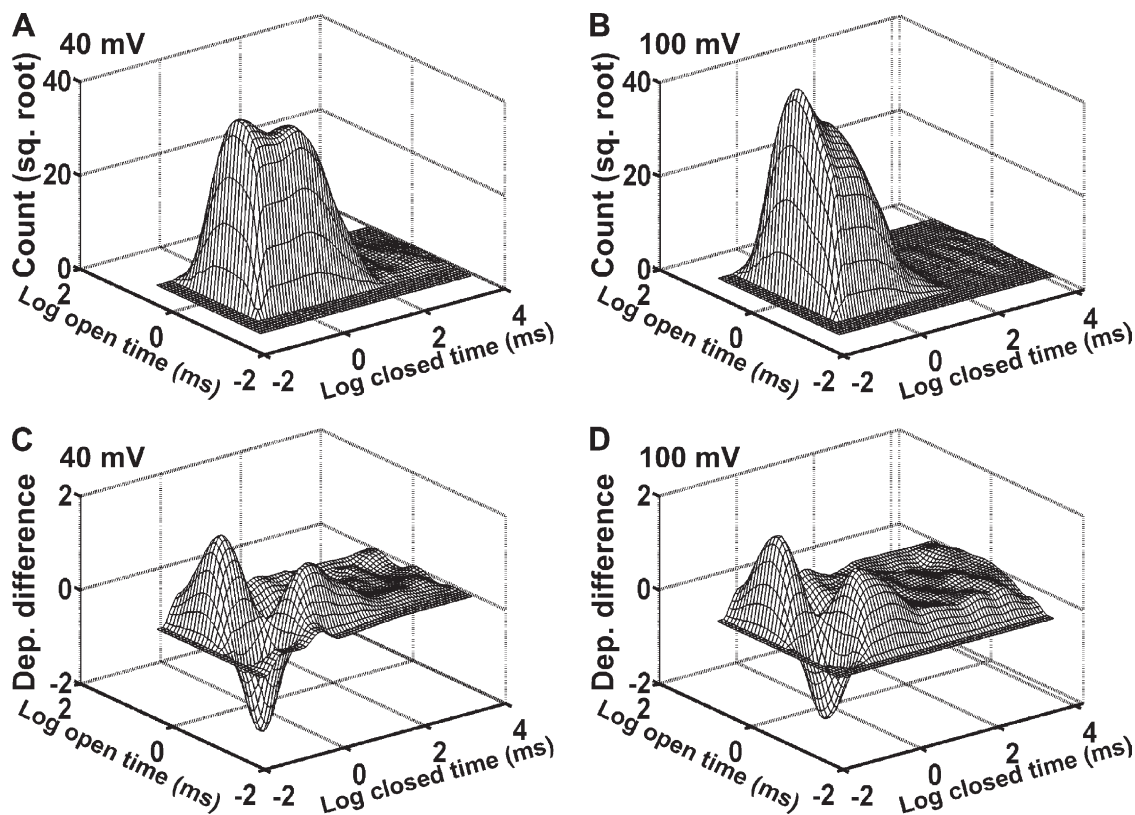 A
40 mV
Count (sq. root)
40
20
0
2
0
-2
Log open time (ms)
-2
0
2
4
Log closed time (ms)
B
100 mV
Count (sq. root)
40
20
0
2
0
-2
Log open time (ms)
-2
0
2
4
Log closed time (ms)
C
40 mV
Dep. difference
2
0
-2
2
0
-2
Log open time (ms)
-2
0
2
4
Log closed time (ms)
D
100 mV
Dep. difference
2
0
-2
2
0
-2
Log open time (ms)
-2
0
2
4
Log closed time (ms)